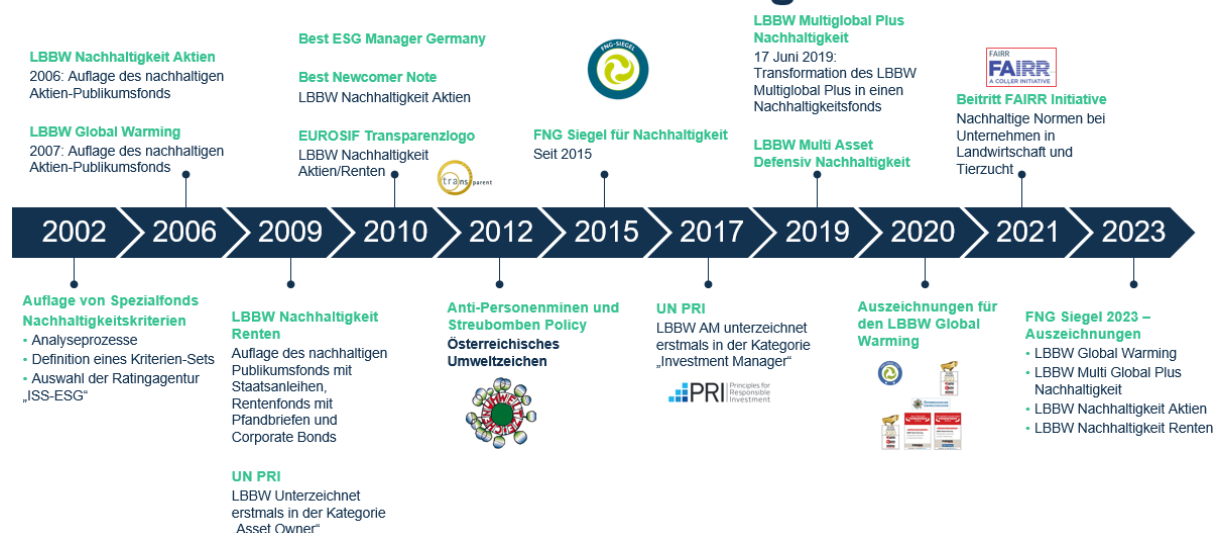 LBBW Nachhaltigkeit Aktien
2006: Auflage des nachhaltigen
Aktien-Publikumsfonds
LBBW Global Warming
2007: Auflage des nachhaltigen
Aktien-Publikumsfonds
Best ESG Manager Germany
Best Newcomer Note
LBBW Nachhaltigkeit Aktien
EUROSIF Transparenzlogo
LBBW Nachhaltigkeit
Aktien/Renten
transparent
FNG-SIEGEL
FNG Siegel für Nachhaltigkeit
Seit 2015
LBBW Multiglobal Plus
Nachhaltigkeit
17 Juni 2019:
Transformation des LBBW
Multiglobal Plus in einen
Nachhaltigkeitsfonds
LBBW Multi Asset
Defensiv Nachhaltigkeit
FAIRR
FAIRR
A COLLER INITIATIVE
Beitritt FAIRR Initiative
Nachhaltige Normen bei
Unternehmen in
Landwirtschaft und
Tierzucht
2002 2006 2009 2010 2012 2015 2017 2019 2020 2021 2023
Auflage von Spezialfonds
Nachhaltigkeitskriterien
• Analyseprozesse
• Definition eines Kriterien-Sets
• Auswahl der Ratingagentur
„ISS-ESG“
LBBW Nachhaltigkeit
Renten
Auflage des nachhaltigen
Publikumsfonds mit
Staatsanleihen,
Rentenfonds mit
Pfandbriefen und
Corporate Bonds
UN PRI
LBBW Unterzeichnet
erstmals in der Kategorie
„Asset Owner“
Anti-Personenminen und
Streubomben Policy
Österreichisches
Umweltzeichen
UMWELTZEICHEN
UN PRI
LBBW AM unterzeichnet
erstmals in der Kategorie
„Investment Manager“
PRI Principles for
Responsible
Investment
Auszeichnungen für
den LBBW Global
Warming
FNG Siegel 2023 –
Auszeichnungen
• LBBW Global Warming
• LBBW Multi Global Plus
Nachhaltigkeit
• LBBW Nachhaltigkeit Aktien
• LBBW Nachhaltigkeit Renten